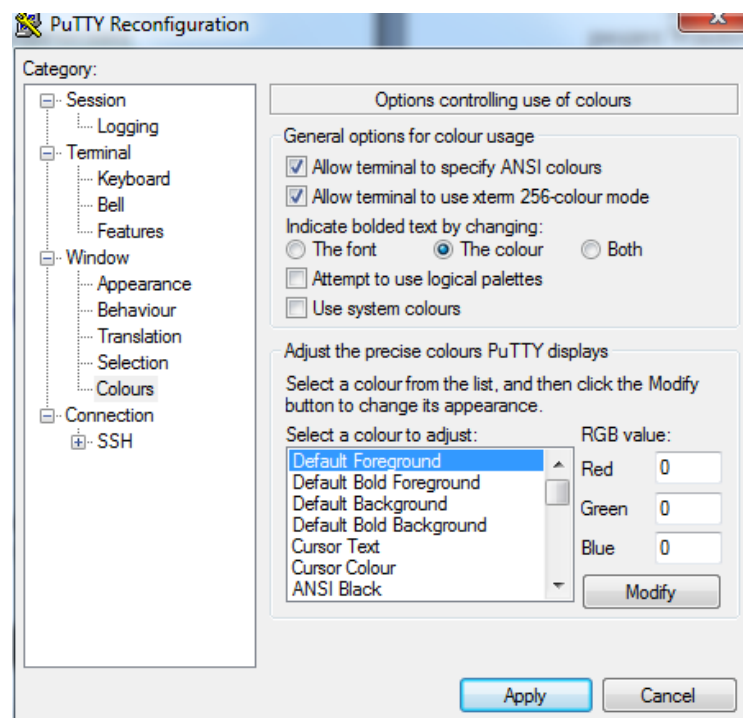 PuTTY Reconfiguration
Category:
Session
Logging
Terminal
Keyboard
Bell
Features
Window
Appearance
Behaviour
Translation
Selection
Colours
Connection
SSH
Options controlling use of colours
General options for colour usage
Allow terminal to specify ANSI colours
Allow terminal to use xterm 256-colour mode
Indicate bolded text by changing:
The font The colour Both
Attempt to use logical palettes
Use system colours
Adjust the precise colours PuTTY displays
Select a colour from the list, and then click the Modify
button to change its appearance.
Select a colour to adjust:
Default Foreground
Default Bold Foreground
Default Background
Default Bold Background
Cursor Text
Cursor Colour
ANSI Black
RGB value:
Red 0
Green 0
Blue 0
Modify
Apply Cancel